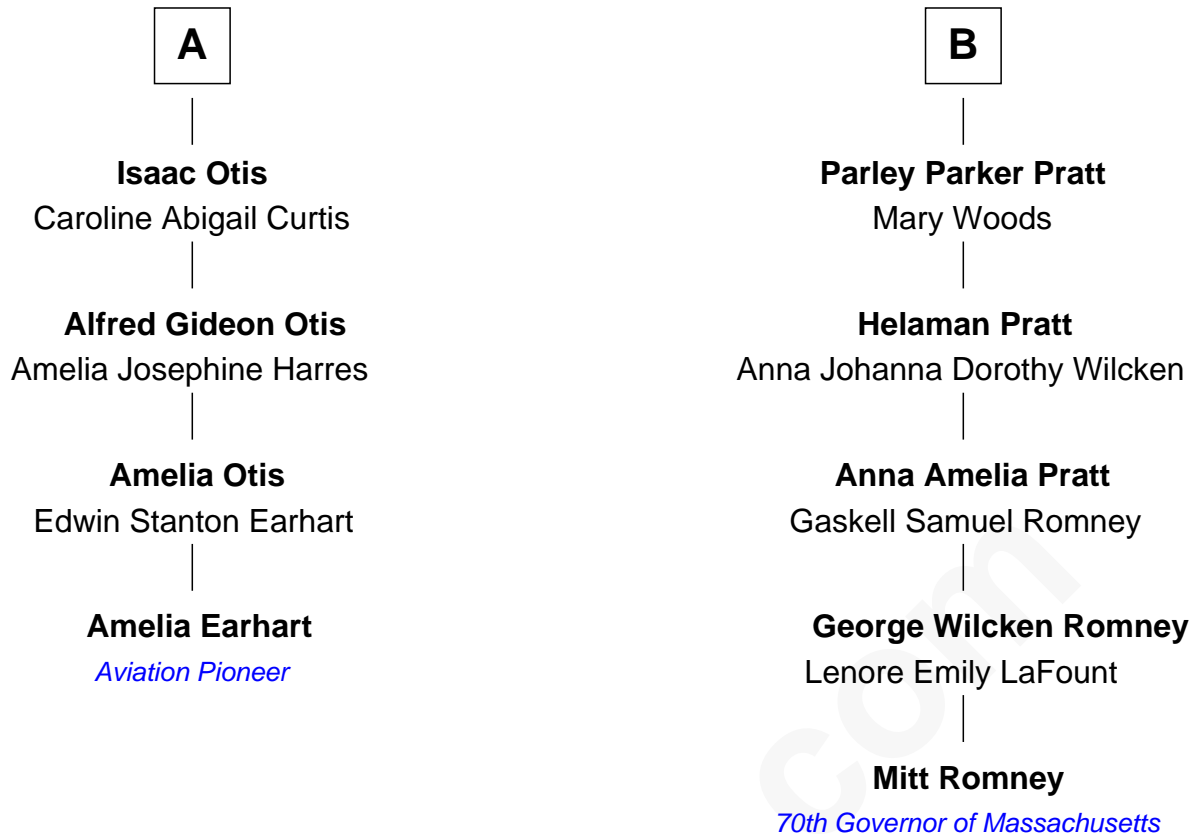 A
Isaac Otis
Caroline Abigail Curtis
Alfred Gideon Otis
Amelia Josephine Harres
Amelia Otis
Edwin Stanton Earhart
Amelia Earhart
Aviation Pioneer
B
Parley Parker Pratt
Mary Woods
Helaman Pratt
Anna Johanna Dorothy Wilcken
Anna Amelia Pratt
Gaskell Samuel Romney
George Wilcken Romney
Lenore Emily LaFount
Mitt Romney
70th Governor of Massachusetts
com